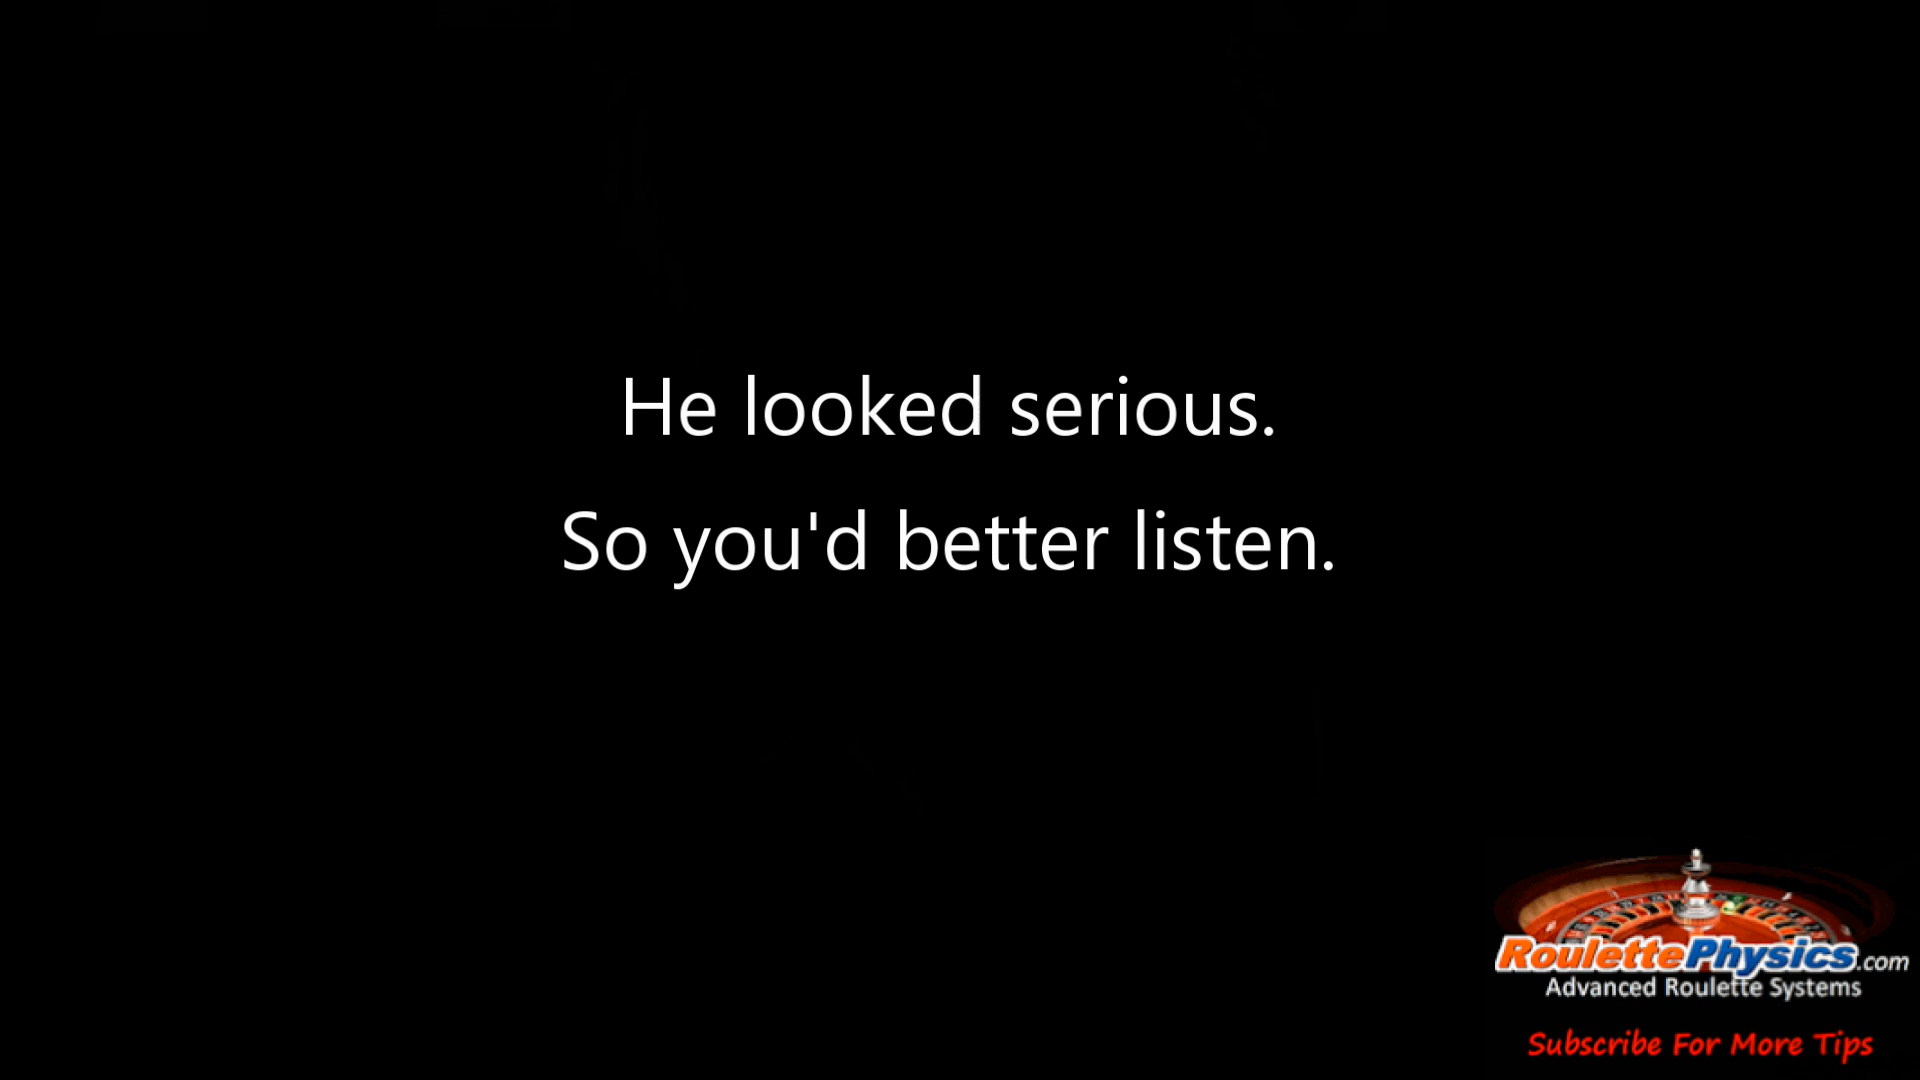 He looked serious.
So you'd better listen.
RoulettePhysics.com
Advanced Roulette Systems
Subscribe For More Tips